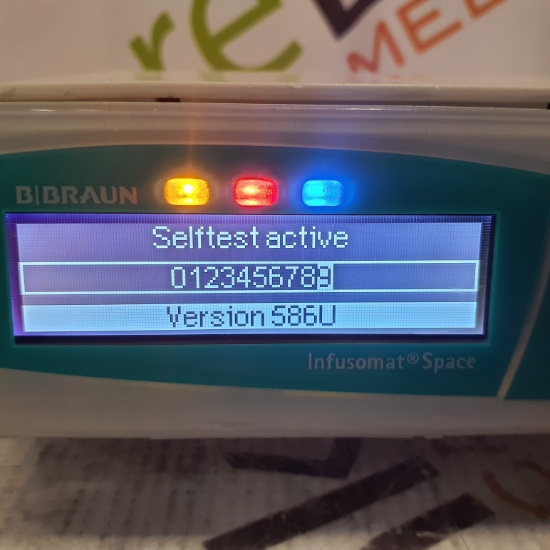 B|BRAUN
Selftest active
0123456789
Version 586U
Infusomat® Space